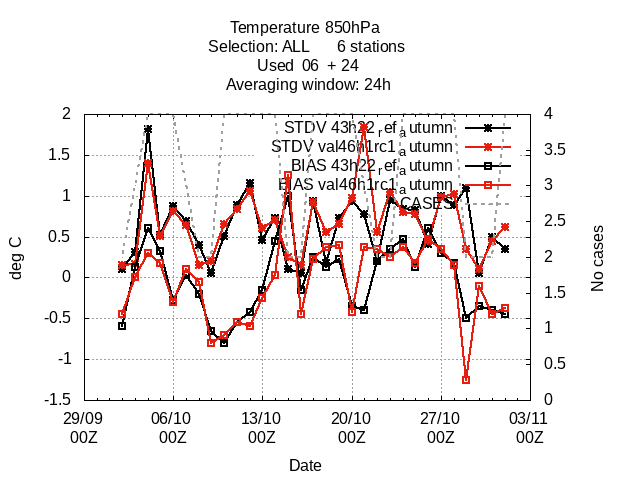 Temperature 850hPa
Selection: ALL 6 stations
Used 06 + 24
Averaging window: 24h
STDV 43h22ref_autumn
STDV val46h1rc1_autumn
BIAS 43h22ref_autumn
BIAS val46h1rc1_autumn
CASES
2
1.5
1
0.5
0
-0.5
-1
-1.5
deg C
4
3.5
3
2.5
2
1.5
1
0.5
0
No cases
29/09 06/10 13/10 20/10 27/10 03/11
00Z 00Z 00Z 00Z 00Z 00Z
Date